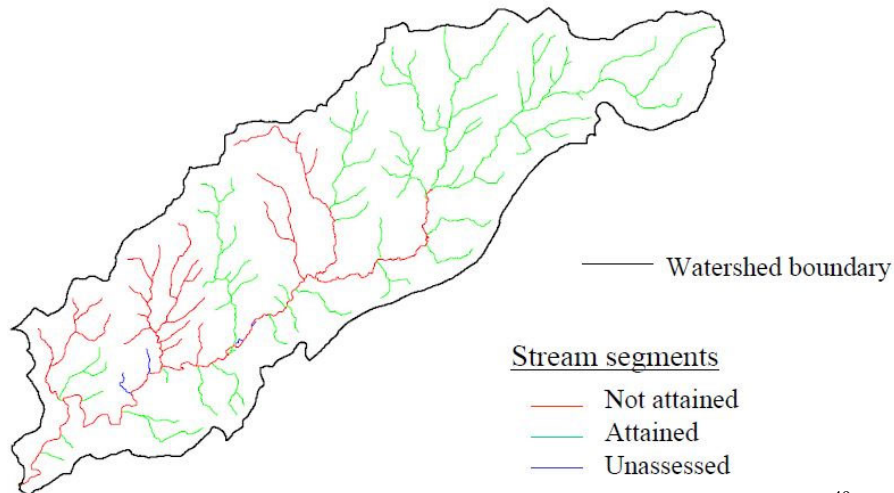 Watershed boundary
Stream segments
Not attained
Attained
Unassessed